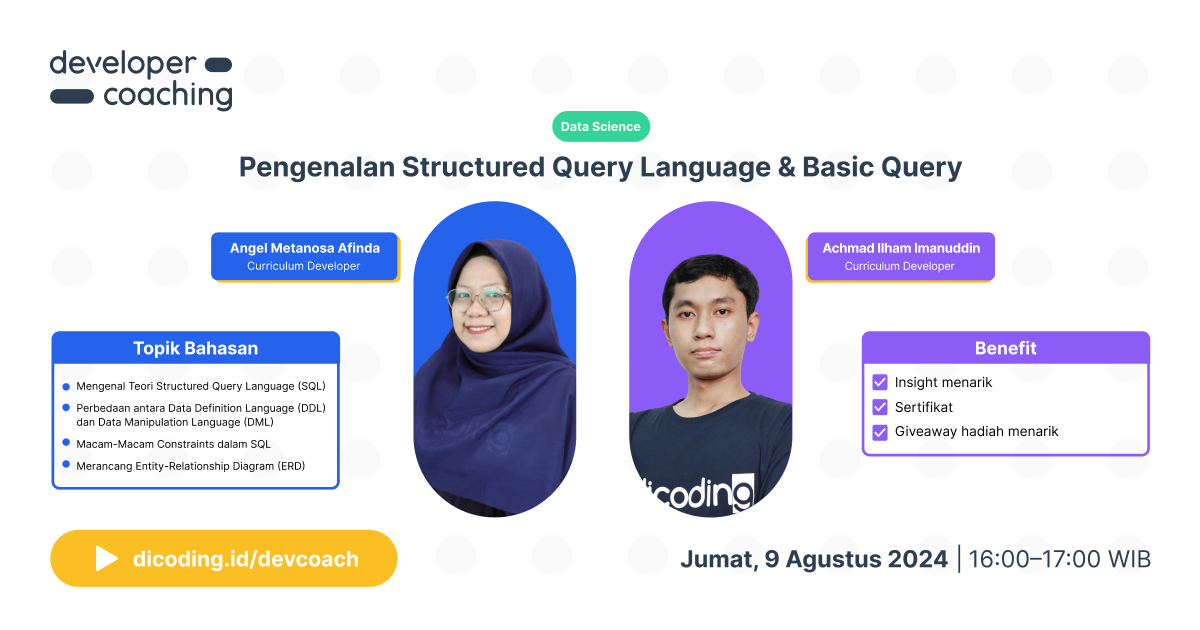 developer
coaching
Data Science
Pengenalan Structured Query Language & Basic Query
Angel Metanosa Afinda
Curriculum Developer
Achmad Ilham Imanuddin
Curriculum Developer
Topik Bahasan
Mengenal Teori Structured Query Language (SQL)
Perbedaan antara Data Definition Language (DDL)
dan Data Manipulation Language (DML)
Macam-Macam Constraints dalam SQL
Merancang Entity-Relationship Diagram (ERD)
Benefit
Insight menarik
Sertifikat
Giveaway hadiah menarik
dicoding
dicoding.id/devcoach
Jumat, 9 Agustus 2024 | 16:00–17:00 WIB